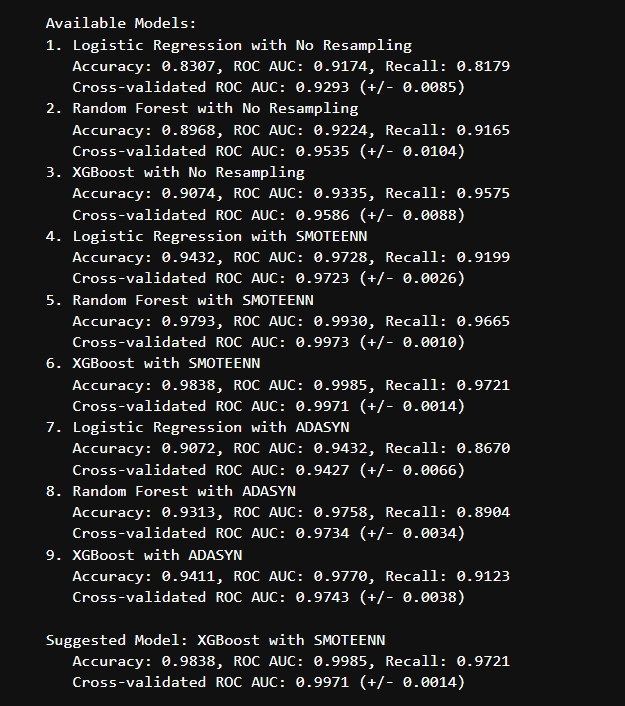 Available Models:
1. Logistic Regression with No Resampling
Accuracy: 0.8307, ROC AUC: 0.9174, Recall: 0.8179
Cross-validated ROC AUC: 0.9293 (+/- 0.0085)
2. Random Forest with No Resampling
Accuracy: 0.8968, ROC AUC: 0.9224, Recall: 0.9165
Cross-validated ROC AUC: 0.9535 (+/- 0.0104)
3. XGBoost with No Resampling
Accuracy: 0.9074, ROC AUC: 0.9335, Recall: 0.9575
Cross-validated ROC AUC: 0.9586 (+/- 0.0088)
4. Logistic Regression with SMOTEENN
Accuracy: 0.9432, ROC AUC: 0.9728, Recall: 0.9199
Cross-validated ROC AUC: 0.9723 (+/- 0.0026)
5. Random Forest with SMOTEENN
Accuracy: 0.9793, ROC AUC: 0.9930, Recall: 0.9665
Cross-validated ROC AUC: 0.9973 (+/- 0.0010)
6. XGBoost with SMOTEENN
Accuracy: 0.9838, ROC AUC: 0.9985, Recall: 0.9721
Cross-validated ROC AUC: 0.9971 (+/- 0.0014)
7. Logistic Regression with ADASYN
Accuracy: 0.9072, ROC AUC: 0.9432, Recall: 0.8670
Cross-validated ROC AUC: 0.9427 (+/- 0.0066)
8. Random Forest with ADASYN
Accuracy: 0.9313, ROC AUC: 0.9758, Recall: 0.8904
Cross-validated ROC AUC: 0.9734 (+/- 0.0034)
9. XGBoost with ADASYN
Accuracy: 0.9411, ROC AUC: 0.9770, Recall: 0.9123
Cross-validated ROC AUC: 0.9743 (+/- 0.0038)
Suggested Model: XGBoost with SMOTEENN
Accuracy: 0.9838, ROC AUC: 0.9985, Recall: 0.9721
Cross-validated ROC AUC: 0.9971 (+/- 0.0014)